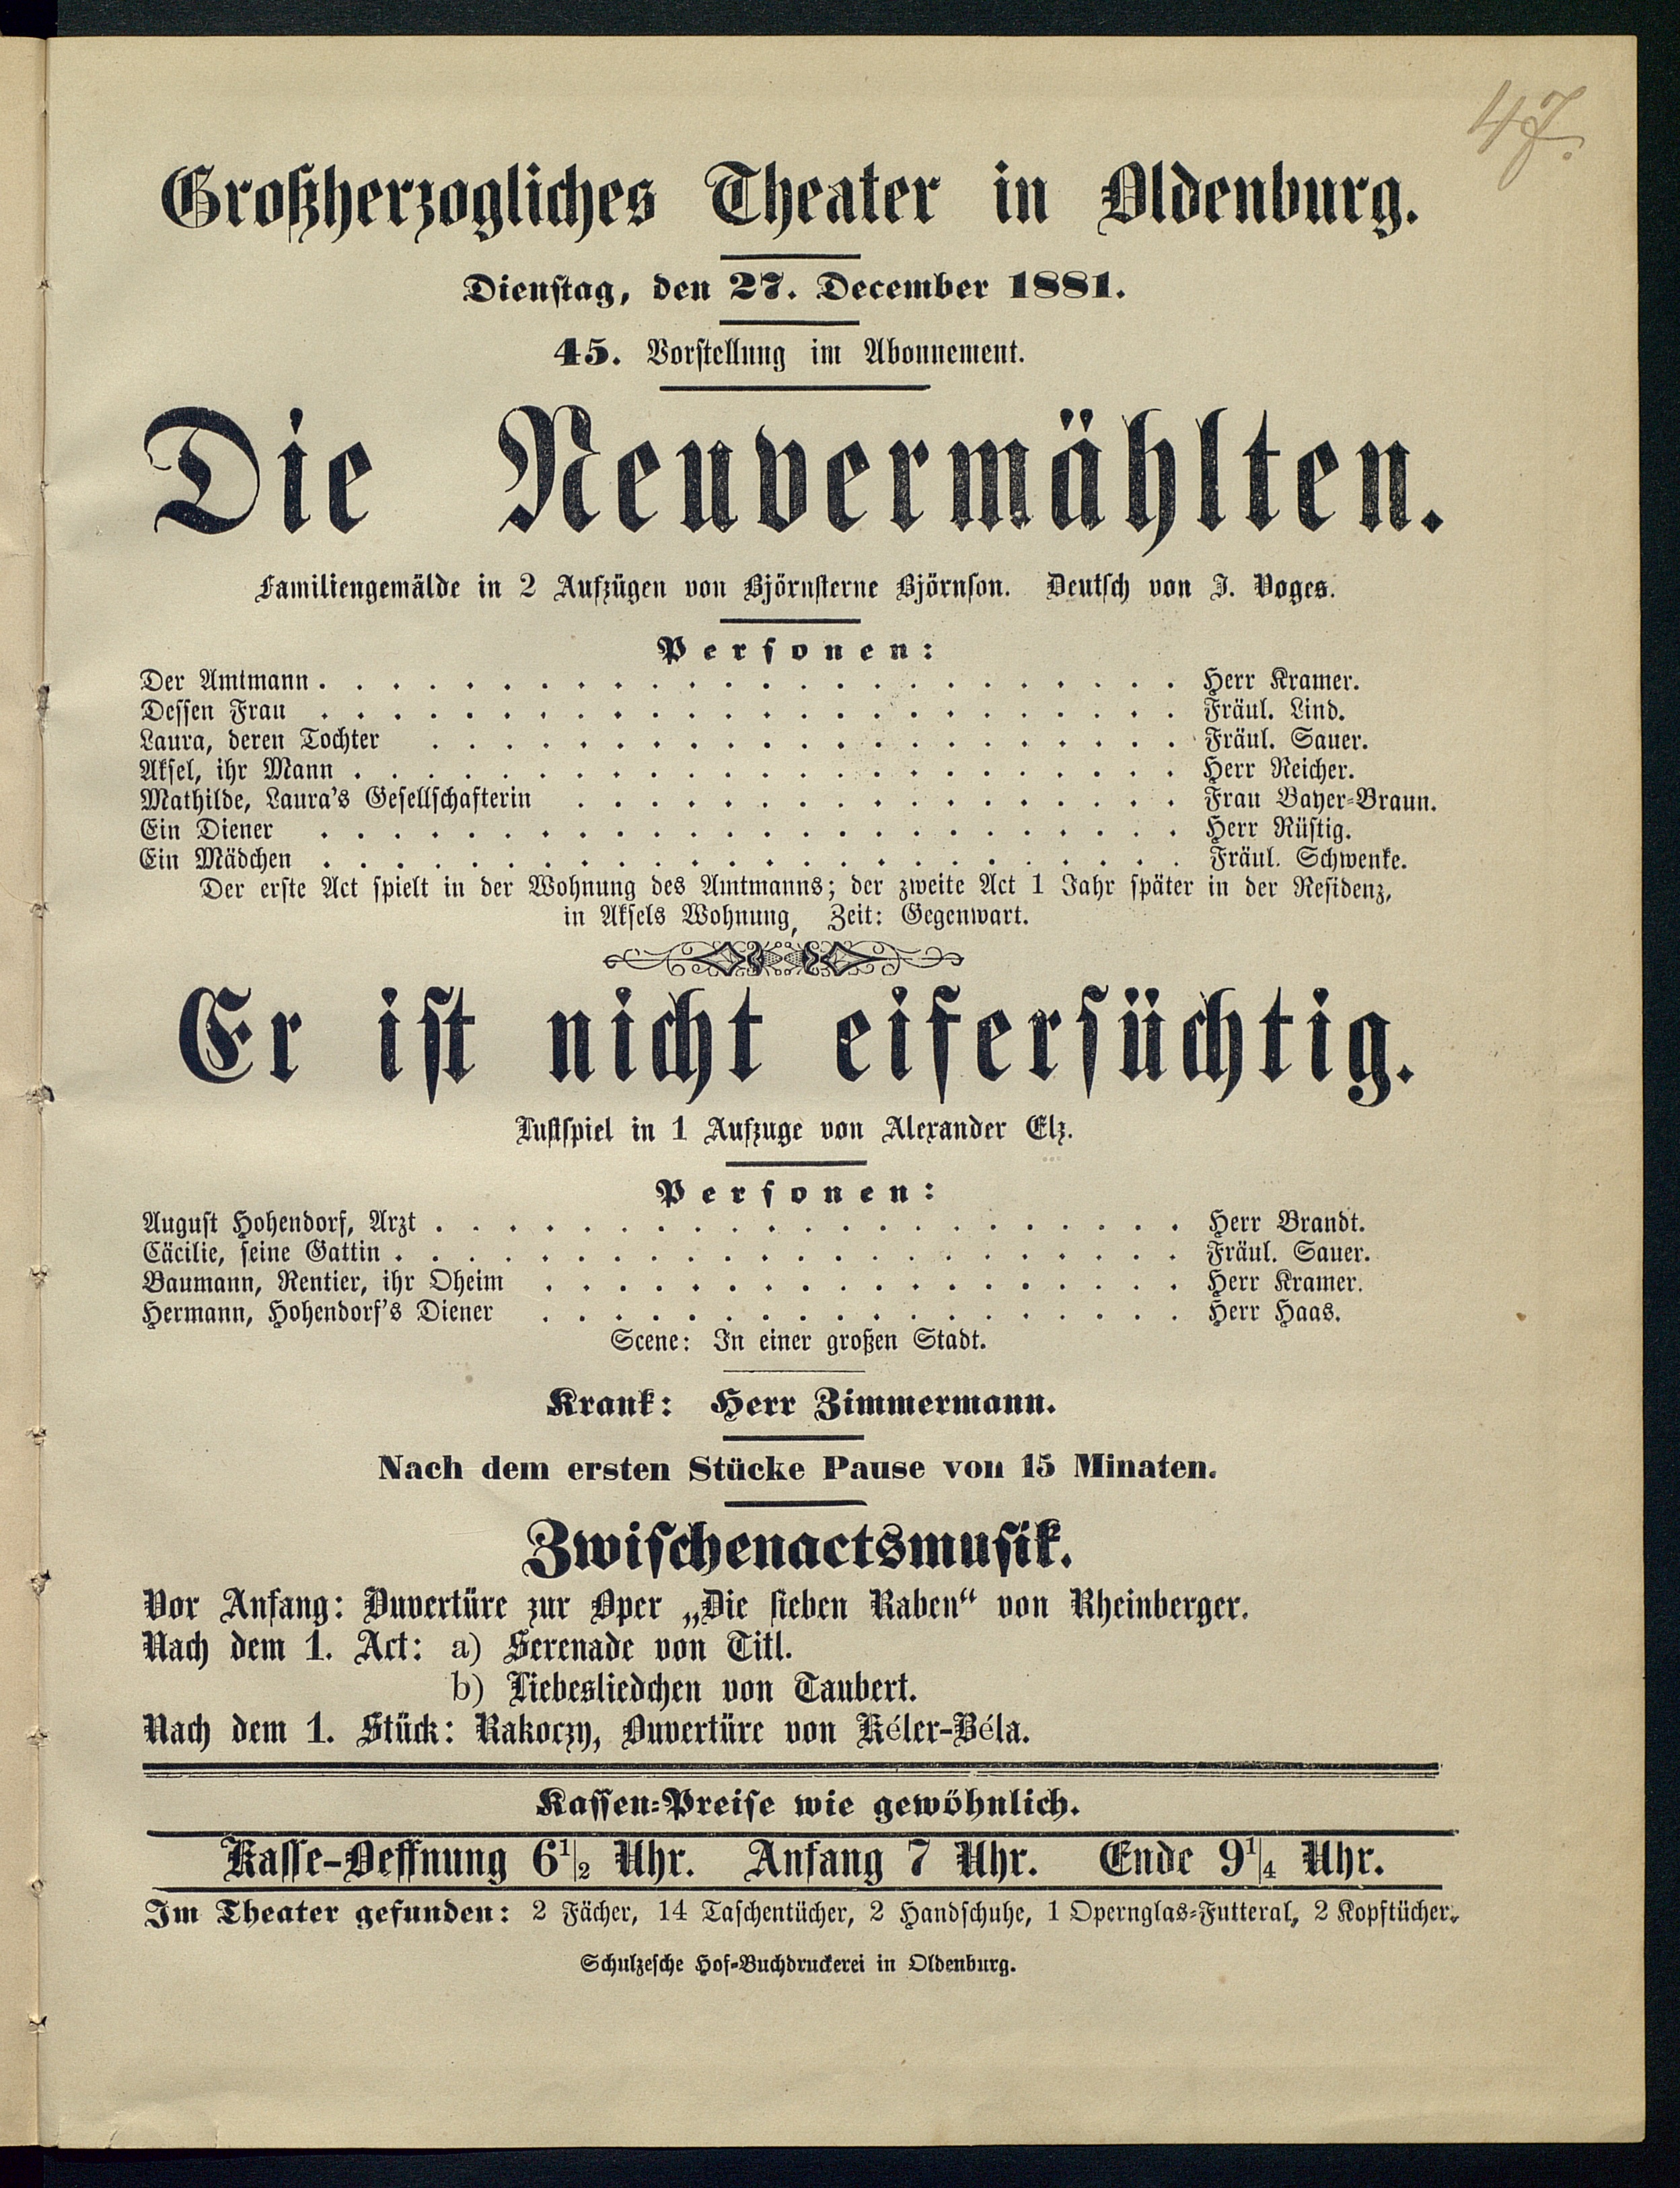 47.
Großherzogliches Theater in Oldenburg.
Dienstag, den 27. December 1881.
45. Vorstellung im Abonnement.
Die Neuvermählten.
Familiengemälde in 2 Aufzügen von Björnsterne Björnson. Deutsch von J. Voges.
Personen:
Der Amtmann . . . . . . . . . . Herr Kramer.
Dessen Frau . . . . . . . . . . Fräul. Lind.
Laura, deren Tochter . . . . . . . . . . Fräul. Sauer.
Aksel, ihr Mann . . . . . . . . . . Herr Reicher.
Mathilde, Laura's Gesellschafterin . . . . . . . . . . Frau Bayer-Braun.
Ein Diener . . . . . . . . . . Herr Rüstig.
Ein Mädchen . . . . . . . . . . Fräul. Schwenke.
Der erste Act spielt in der Wohnung des Amtmanns; der zweite Act 1 Jahr später in der Residenz,
in Aksels Wohnung, Zeit: Gegenwart.
Er ist nicht eifersüchtig.
Lustspiel in 1 Aufzuge von Alexander Elz.
Personen:
August Hohendorf, Arzt . . . . . . . . . . Herr Brandt.
Cäcilie, seine Gattin . . . . . . . . . . Fräul. Sauer.
Baumann, Rentier, ihr Oheim . . . . . . . . . . Herr Kramer.
Hermann, Hohendorf's Diener . . . . . . . . . . Herr Haas.
Scene: In einer großen Stadt.
Krank: Herr Zimmermann.
Nach dem ersten Stücke Pause von 15 Minaten.
Zwischenactsmusik.
Vor Anfang: Ouvertüre zur Oper „Die sieben Raben“ von Rheinberger.
Nach dem 1. Act: a) Serenade von Titl.
b) Liebesliedchen von Taubert.
Nach dem 1. Stück: Rakoczy, Ouvertüre von Kéler-Béla.
Kassen-Preise wie gewöhnlich.
Kasse-Oeffnung 6 1/2 Uhr. Anfang 7 Uhr. Ende 9 1/4 Uhr.
Im Theater gefunden: 2 Fächer, 14 Taschentücher, 2 Handschuhe, 1 Opernglas-Futteral, 2 Kopftücher.
Schulzesche Hof-Buchdruckerei in Oldenburg.